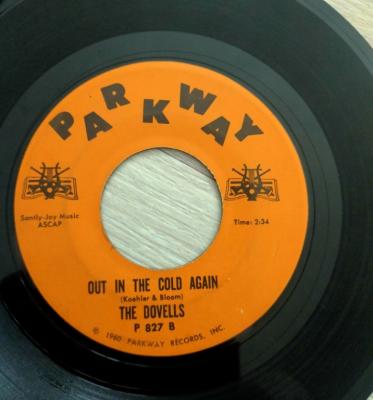 PARKWAY
Santly-Joy Music
ASCAP
Time: 2:34
OUT IN THE COLD AGAIN
(Koehler & Bloom)
THE DOVELLS
P 827 B
© 1960 PARKWAY RECORDS, INC.